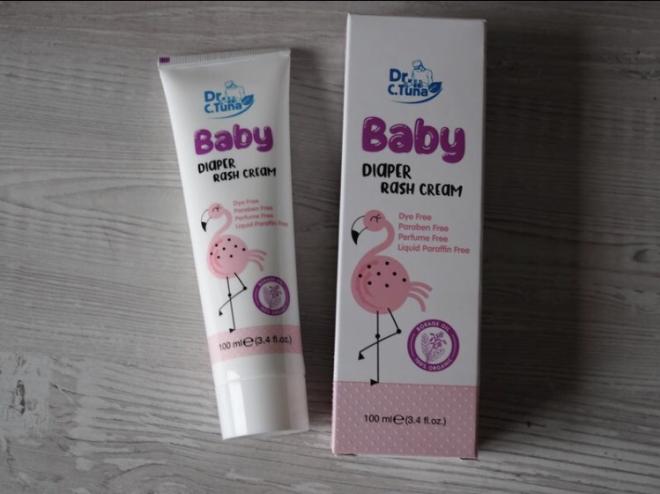 Dr.
C.Tuna
Baby
DIAPER
RASH CREAM
Dye Free
Paraben Free
Perfume Free
Liquid Paraffin Free
100 ml e (3.4 fl.oz.)
Dr.
C.Tuna
Baby
DIAPER
RASH CREAM
Dye Free
Paraben Free
Perfume Free
Liquid Paraffin Free
BORAGE OIL
100% ORGANIC
100 ml e (3.4 fl.oz.)